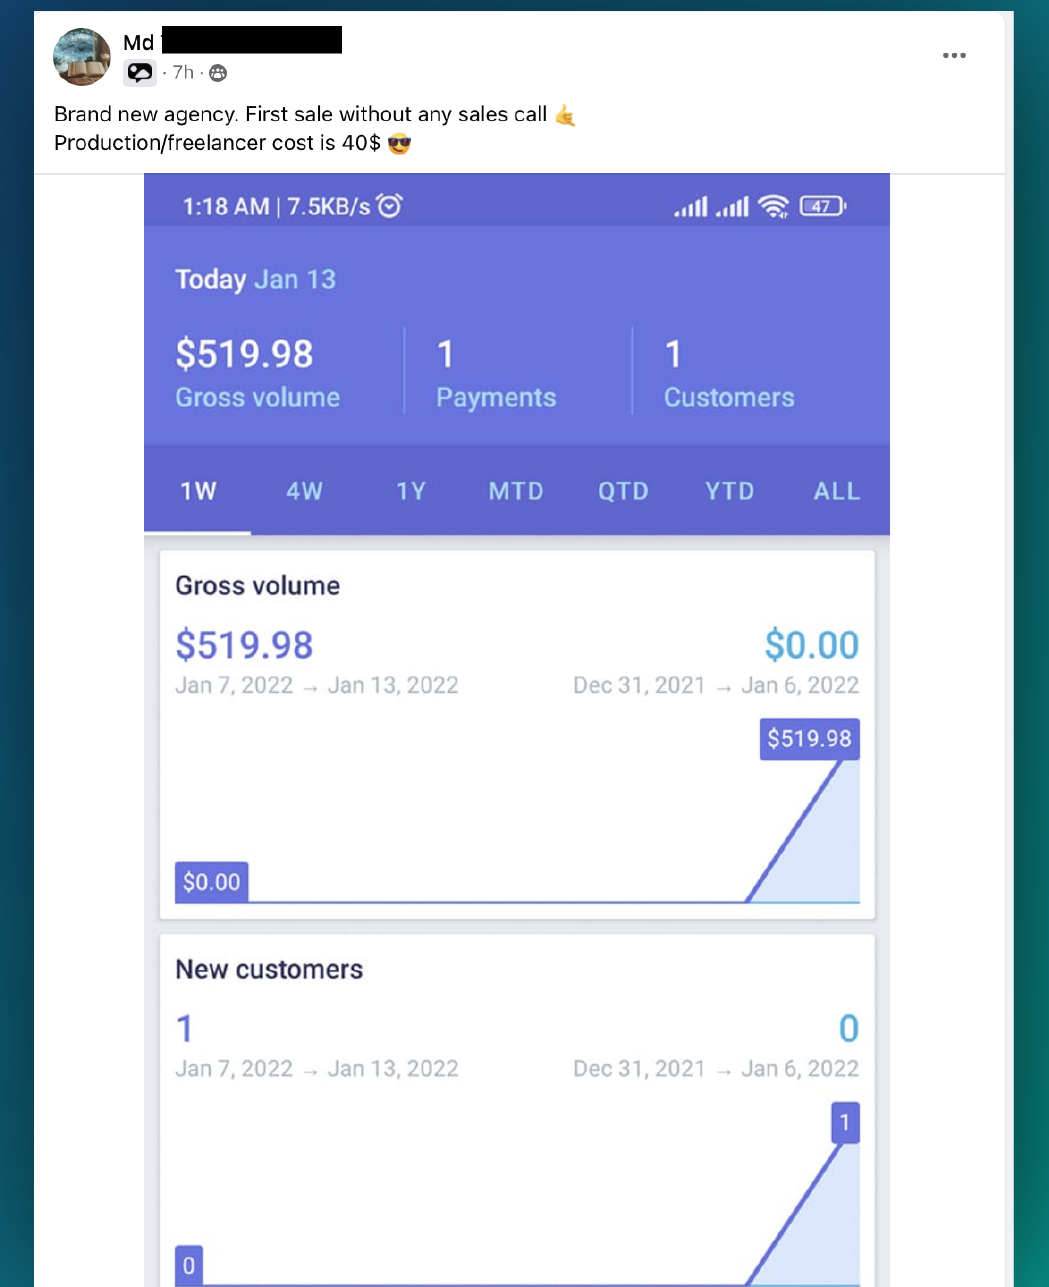 Md
7h
Brand new agency. First sale without any sales call 🤙
Production/freelancer cost is 40$ 😎
1:18 AM | 7.5KB/s
47
Today Jan 13
$519.98 1 1
Gross volume Payments Customers
1W 4W 1Y MTD QTD YTD ALL
Gross volume
$519.98 $0.00
Jan 7, 2022 → Jan 13, 2022 Dec 31, 2021 → Jan 6, 2022
$519.98
$0.00
New customers
1 0
Jan 7, 2022 → Jan 13, 2022 Dec 31, 2021 → Jan 6, 2022
1
0